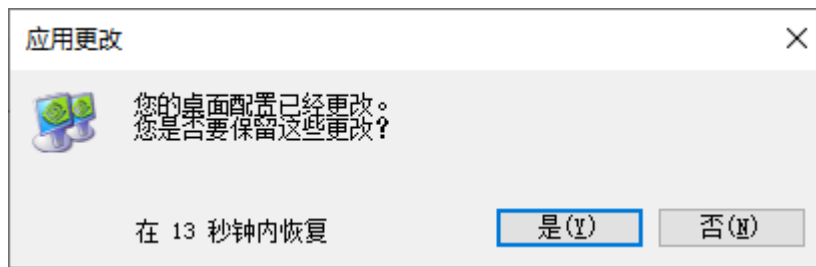 应用更改
您的桌面配置已经更改。
您是否要保留这些更改?
在 13 秒钟内恢复
是(Y)
否(N)